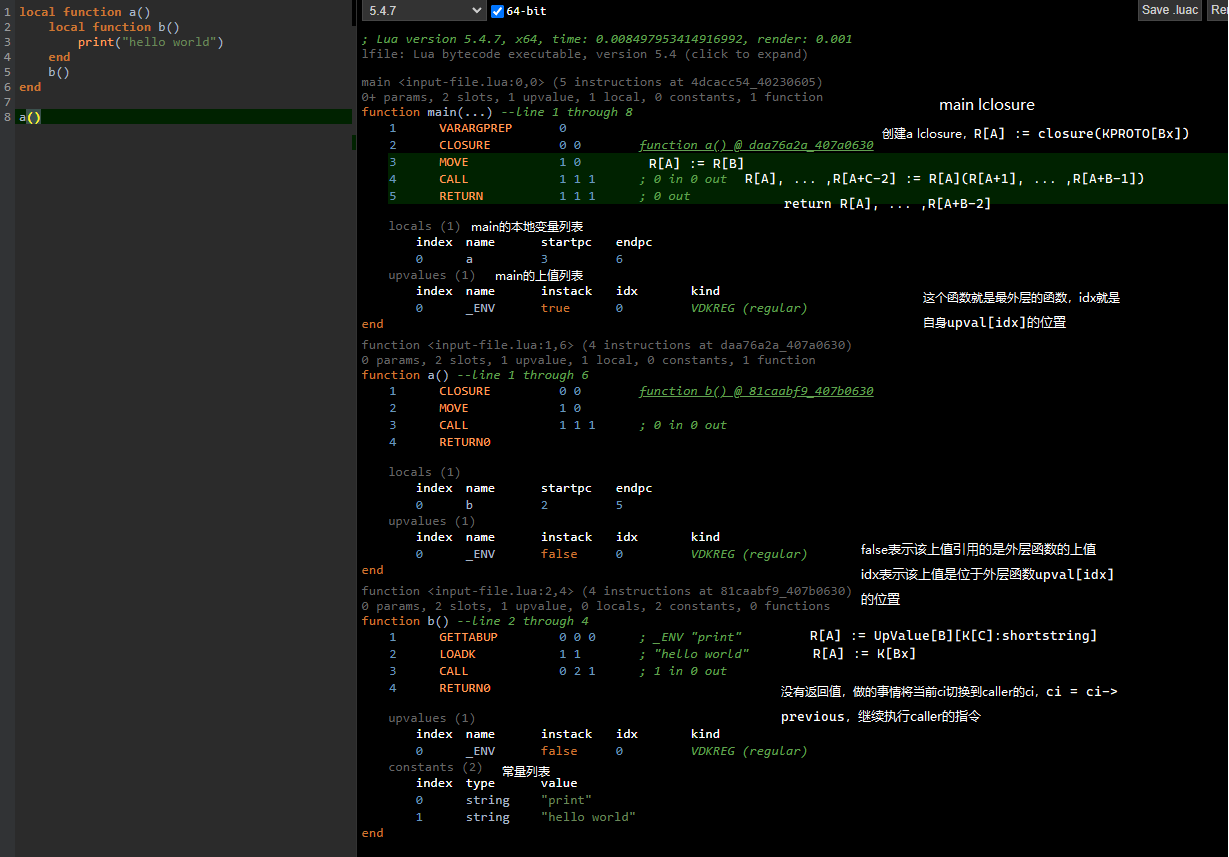 1 local function a()
2 local function b()
3 print("hello world")
4 end
5 b()
6 end
7
8 a()
5.4.7 64-bit Save .luac Re
; Lua version 5.4.7, x64, time: 0.008497953414916992, render: 0.001
lfile: Lua bytecode executable, version 5.4 (click to expand)
main <input-file.lua:0,0> (5 instructions at 4dcacc54_40230605)
0+ params, 2 slots, 1 upvalue, 1 local, 0 constants, 1 function
main lclosure
function main(...) --line 1 through 8
1 VARARGPREP 0
创建a lclosure，R[A] := closure(KPROTO[Bx])
2 CLOSURE 0 0 function a() @ daa76a2a_407a0630
3 MOVE 1 0 R[A] := R[B]
4 CALL 1 1 1 ; 0 in 0 out R[A], ... ,R[A+C-2] := R[A](R[A+1], ... ,R[A+B-1])
5 RETURN 1 1 1 ; 0 out
return R[A], ... ,R[A+B-2]
locals (1) main的本地变量列表
index name startpc endpc
0 a 3 6
upvalues (1) main的上值列表
index name instack idx kind
0 _ENV true 0 VDKREG (regular)
这个函数就是最外层的函数，idx就是
自身upval[idx]的位置
end
function <input-file.lua:1,6> (4 instructions at daa76a2a_407a0630)
0 params, 2 slots, 1 upvalue, 1 local, 0 constants, 1 function
function a() --line 1 through 6
1 CLOSURE 0 0 function b() @ 81caabf9_407b0630
2 MOVE 1 0
3 CALL 1 1 1 ; 0 in 0 out
4 RETURN0
locals (1)
index name startpc endpc
0 b 2 5
upvalues (1)
index name instack idx kind
0 _ENV false 0 VDKREG (regular)
false表示该上值引用的是外层函数的上值
idx表示该上值是位于外层函数upval[idx]
的位置
end
function <input-file.lua:2,4> (4 instructions at 81caabf9_407b0630)
0 params, 2 slots, 1 upvalue, 0 locals, 2 constants, 0 functions
function b() --line 2 through 4
1 GETTABUP 0 0 0 ; _ENV "print" R[A] := UpValue[B][K[C]:shortstring]
2 LOADK 1 1 ; "hello world" R[A] := K[Bx]
3 CALL 0 2 1 ; 1 in 0 out
4 RETURN0
没有返回值，做的事情将当前ci切换到caller的ci，ci = ci->
previous，继续执行caller的指令
upvalues (1)
index name instack idx kind
0 _ENV false 0 VDKREG (regular)
constants (2) 常量列表
index type value
0 string "print"
1 string "hello world"
end